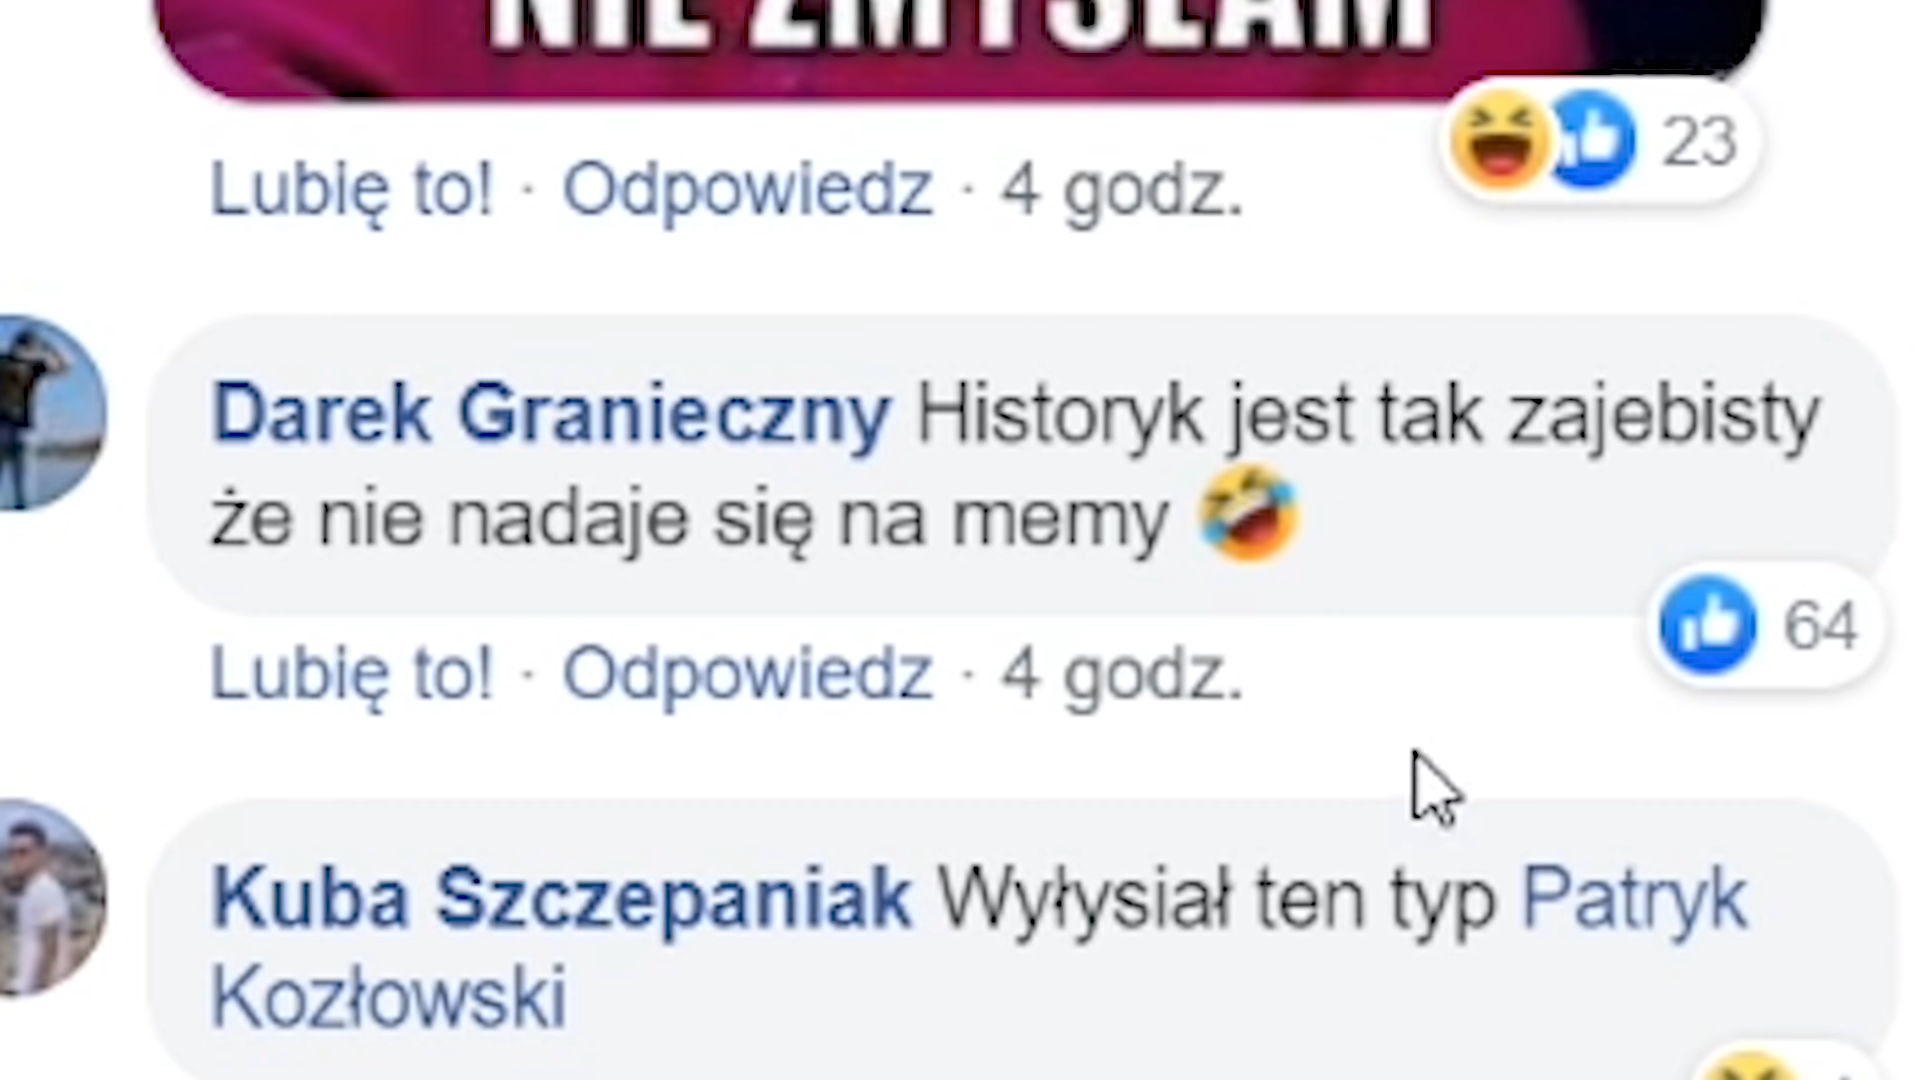 NIE ZMYŚLAM
23
Lubię to! · Odpowiedz · 4 godz.
Darek Granieczny Historyk jest tak zajebisty
że nie nadaje się na memy 🤣
64
Lubię to! · Odpowiedz · 4 godz.
Kuba Szczepaniak Wyłysiał ten typ Patryk
Kozłowski